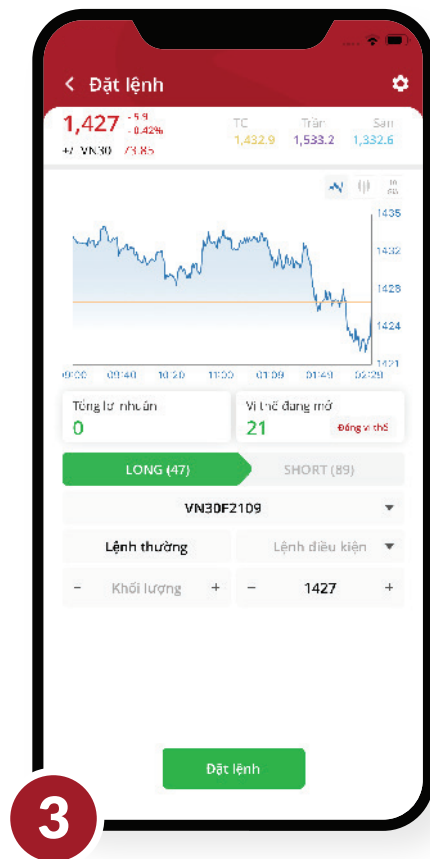 Đặt lệnh
1,427 - 5.9
- 0.42%
TC Trần Sàn
1,432.9 1,533.2 1,332.6
+/- VN30 73.85
1435
1432
1428
1424
1421
09:00 09:40 10:20 11:00 01:09 01:49 02:29
Tổng lợi nhuận Vị thế đang mở
0 21 Đóng vị thế
LONG (47) SHORT (89)
VN30F2109
Lệnh thường Lệnh điều kiện
- Khối lượng + - 1427 +
Đặt lệnh
3